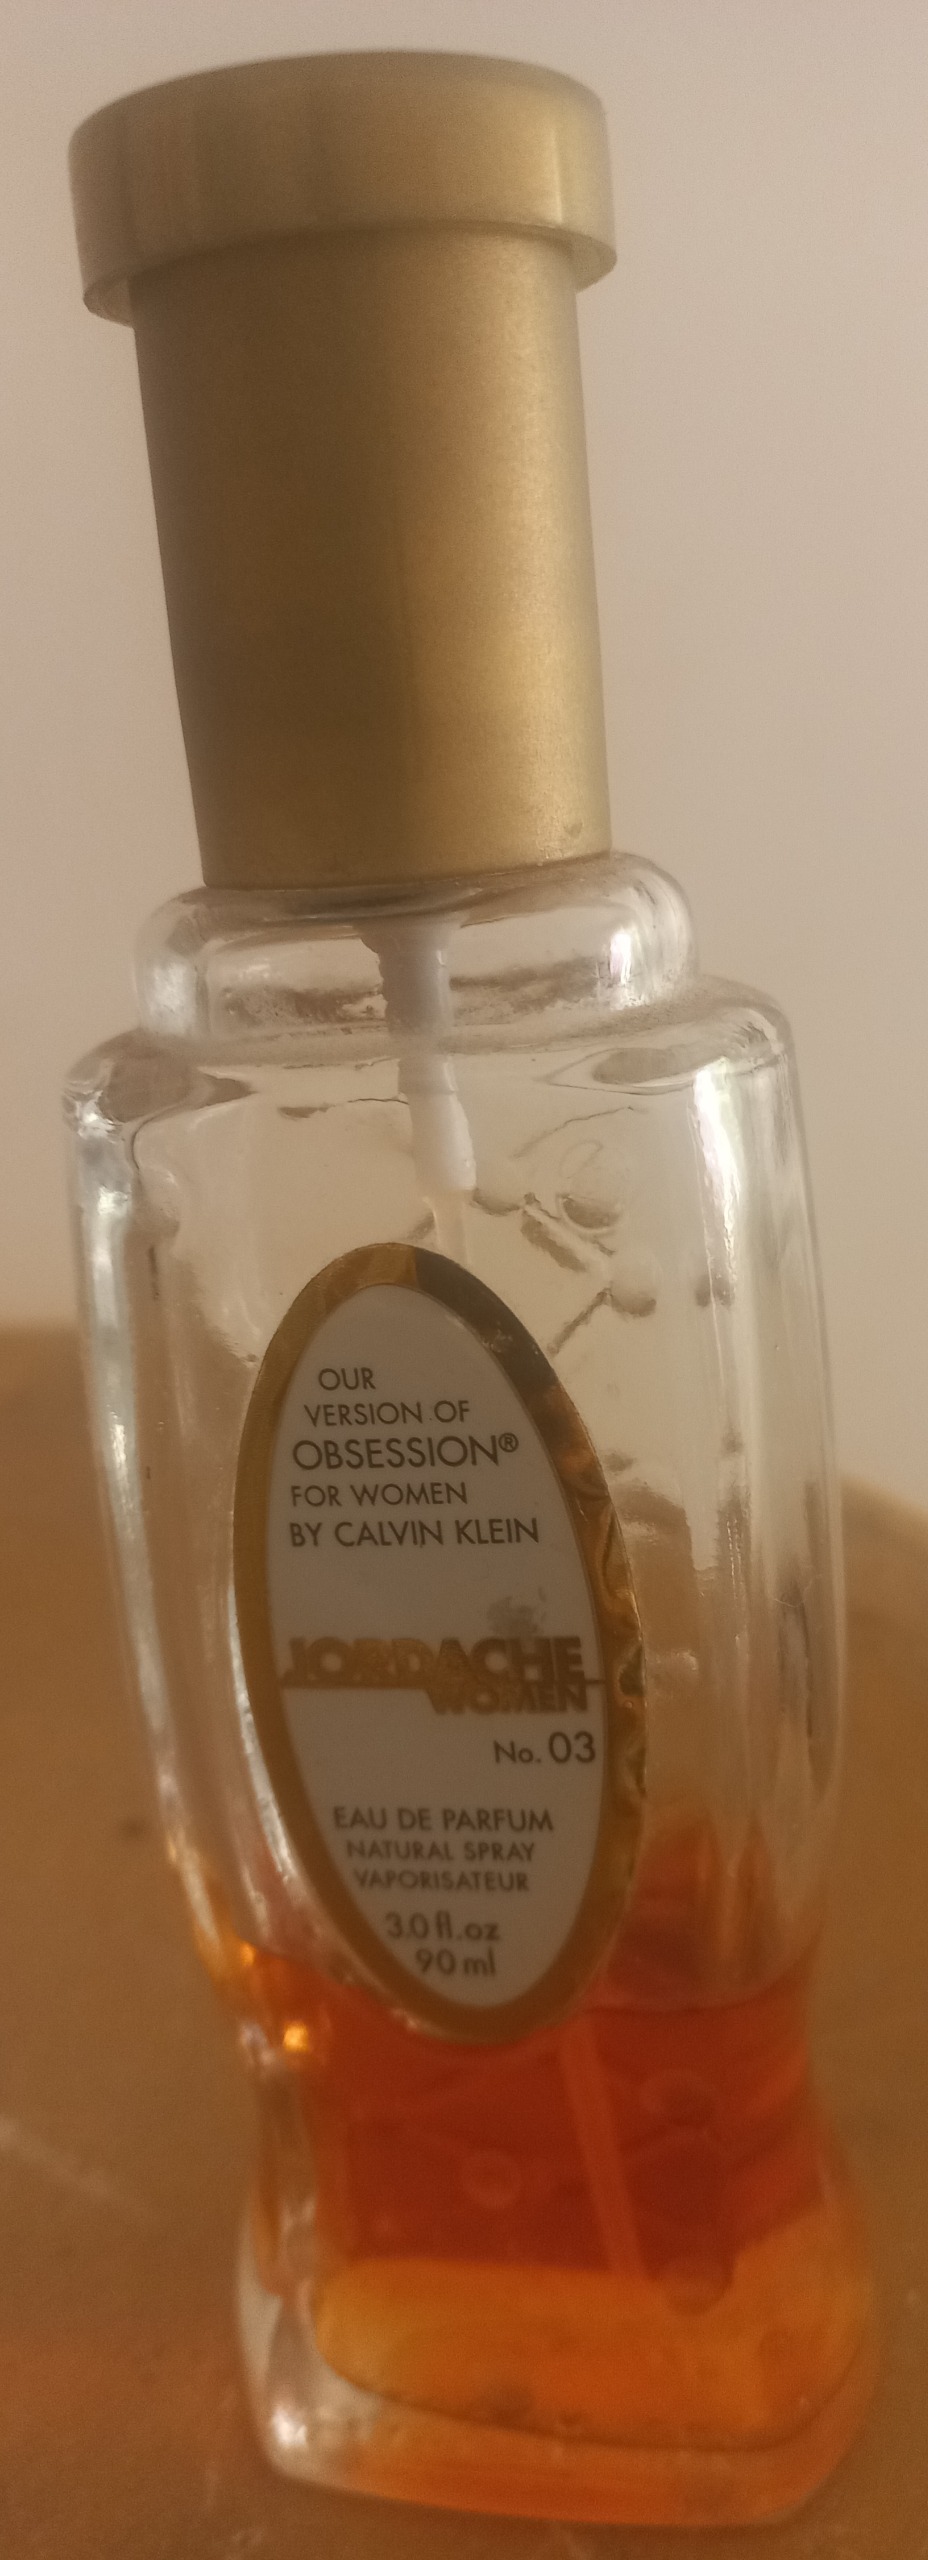 OUR
VERSION OF
OBSESSION®
FOR WOMEN
BY CALVIN KLEIN
JORDACHE
WOMEN
No. 03
EAU DE PARFUM
NATURAL SPRAY
VAPORISATEUR
3.0 fl.oz
90 ml